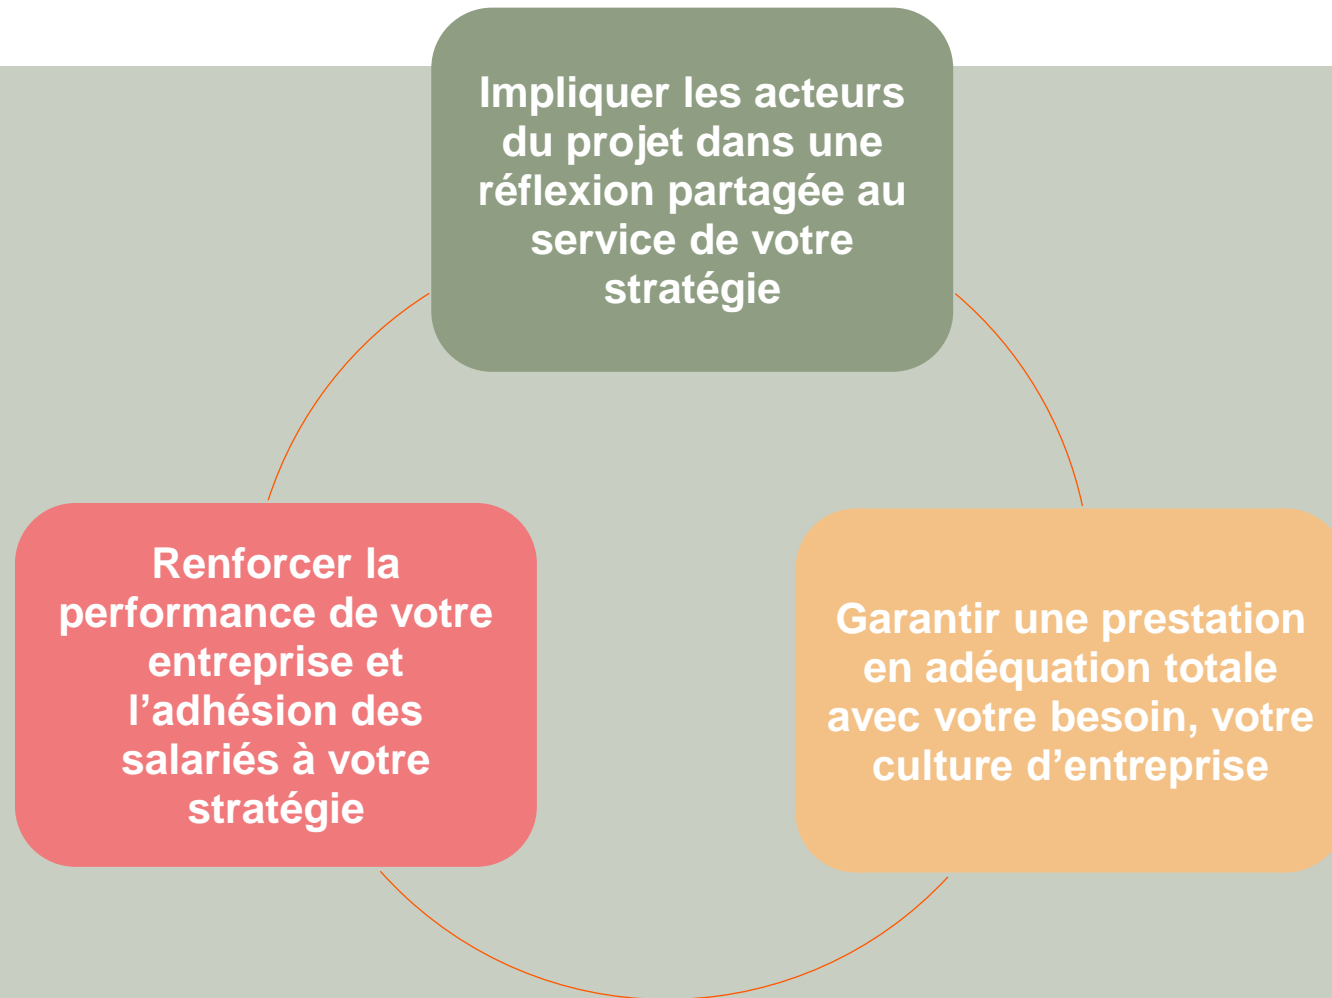 Impliquer les acteurs
du projet dans une
réflexion partagée au
service de votre
stratégie
Renforcer la
performance de votre
entreprise et
l’adhésion des
salariés à votre
stratégie
Garantir une prestation
en adéquation totale
avec votre besoin, votre
culture d’entreprise